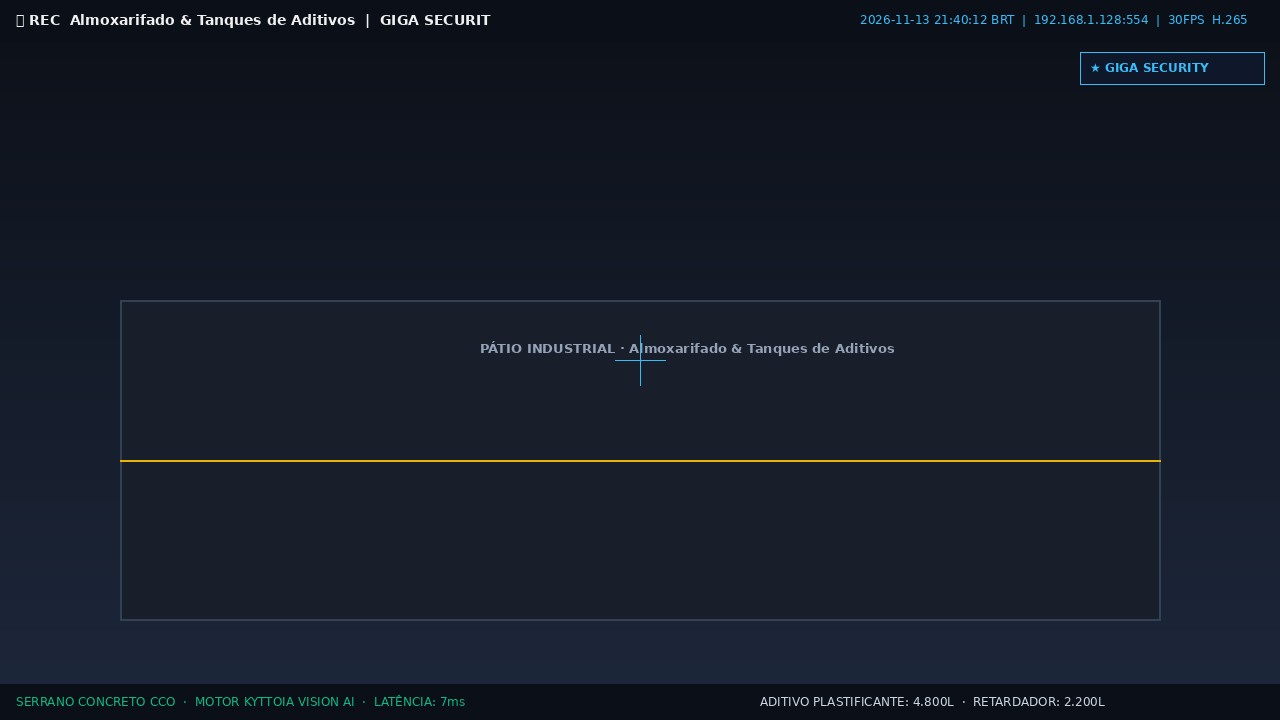 REC Almoxarifado & Tanques de Aditivos | GIGA SECURIT
2026-11-13 21:40:12 BRT | 192.168.1.128:554 | 30FPS H.265
★ GIGA SECURITY
PÁTIO INDUSTRIAL · Almoxarifado & Tanques de Aditivos
SERRANO CONCRETO CCO · MOTOR KYTTOIA VISION AI · LATÊNCIA: 7ms
ADITIVO PLASTIFICANTE: 4.800L · RETARDADOR: 2.200L